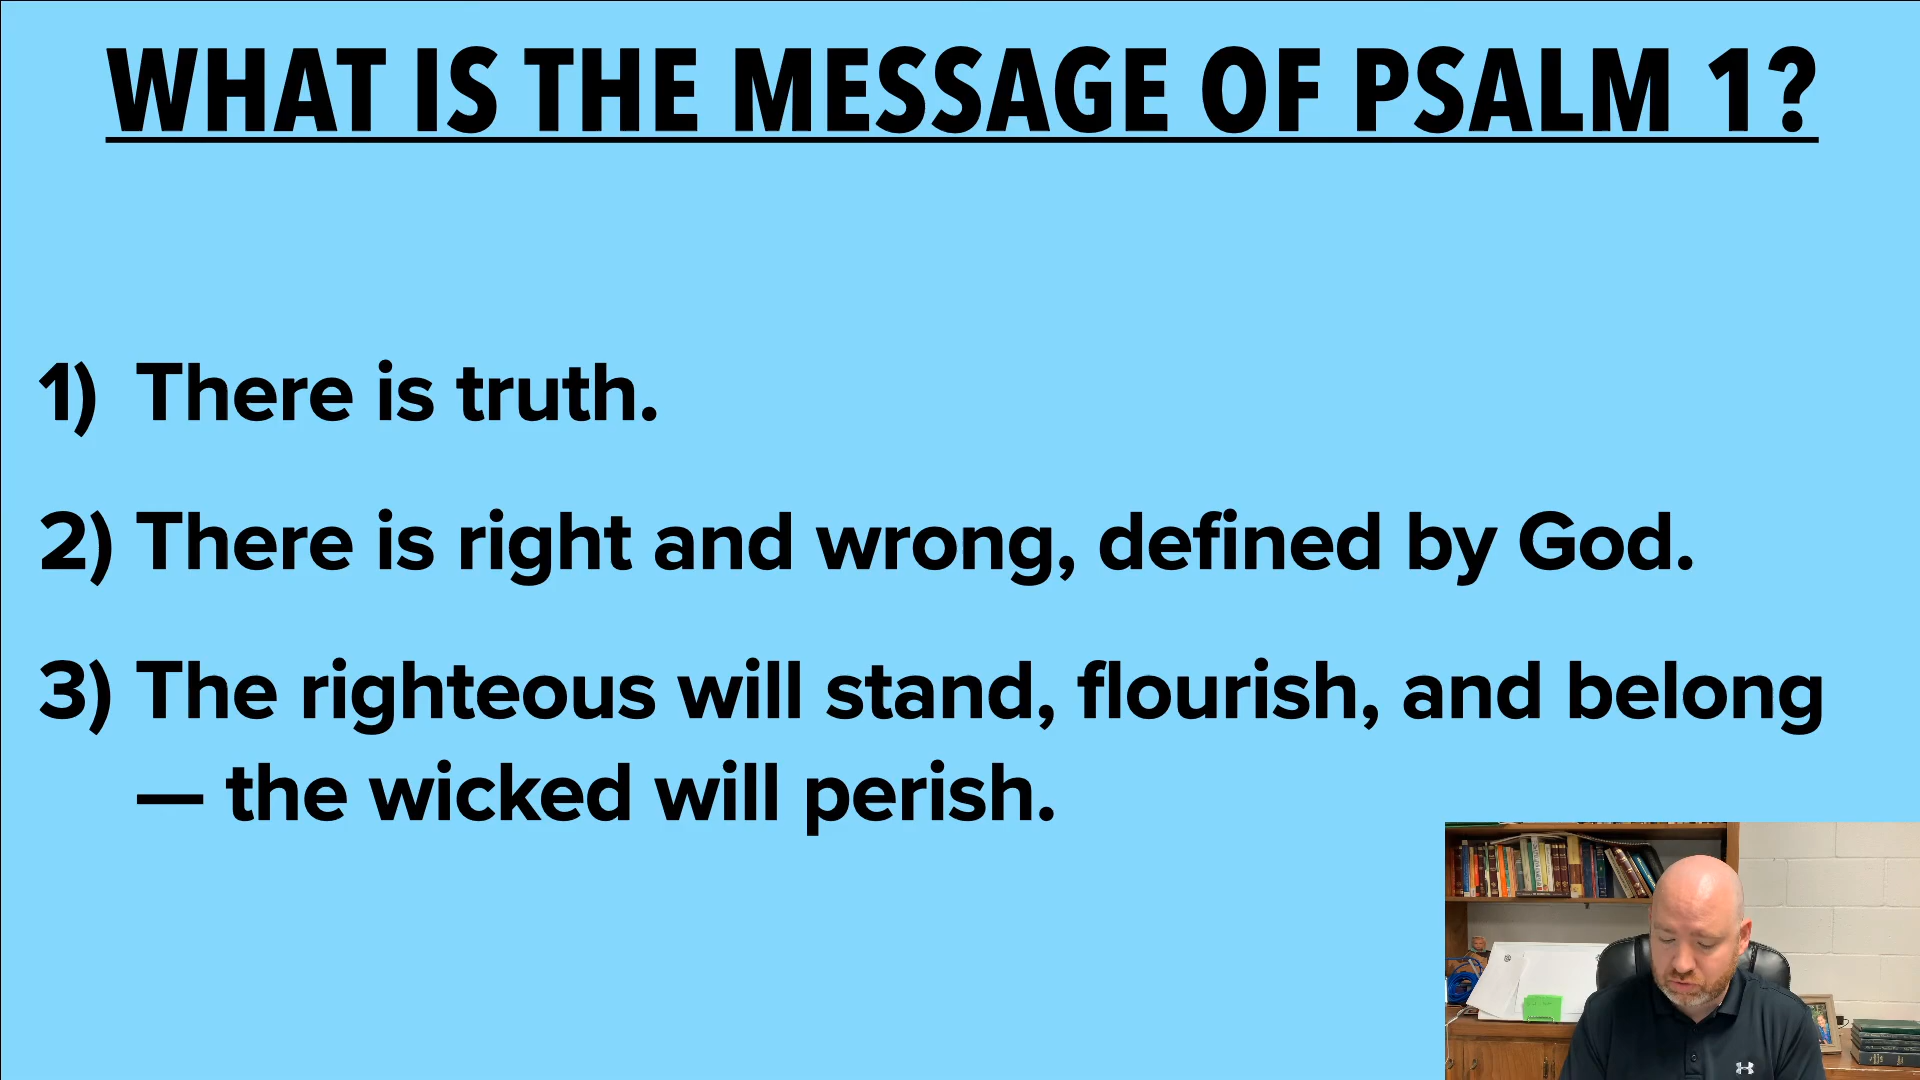 WHAT IS THE MESSAGE OF PSALM 1?
1) There is truth.
2) There is right and wrong, defined by God.
3) The righteous will stand, flourish, and belong
— the wicked will perish.